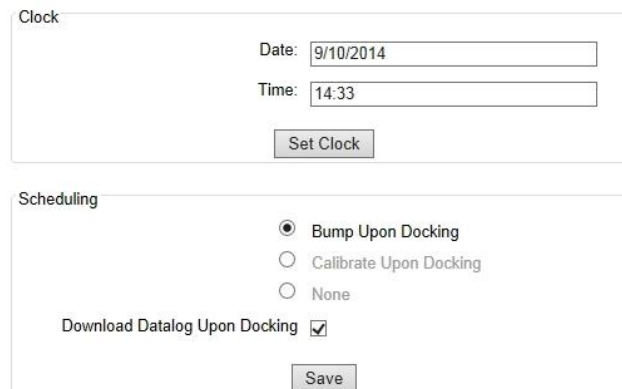 Clock
Date: 9/10/2014
Time: 14:33
Set Clock
Scheduling
Bump Upon Docking
Calibrate Upon Docking
None
Download Datalog Upon Docking
Save